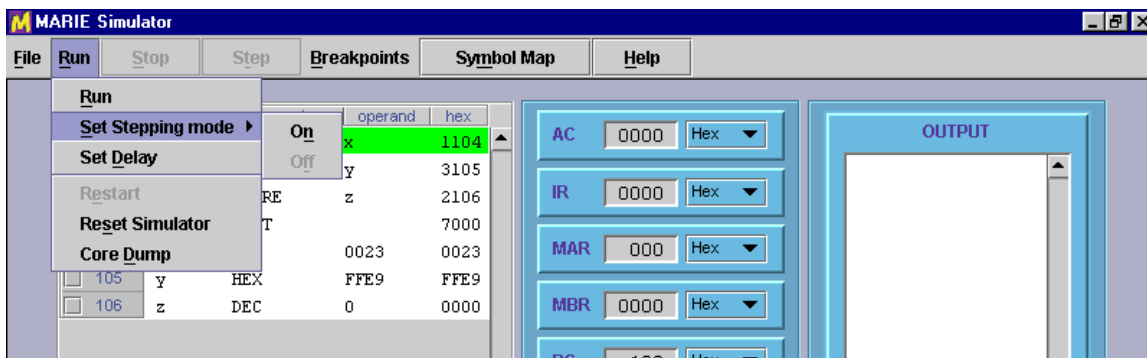 MARIE Simulator
File Run Stop Step Breakpoints Symbol Map Help
Run
Set Stepping mode
On
Off
Set Delay
Restart
Reset Simulator
Core Dump
operand hex
x 1104
y 3105
RE z 2106
T 7000
0023 0023
105 y HEX FFE9 FFE9
106 z DEC 0 0000
AC 0000 Hex
IR 0000 Hex
MAR 000 Hex
MBR 0000 Hex
OUTPUT